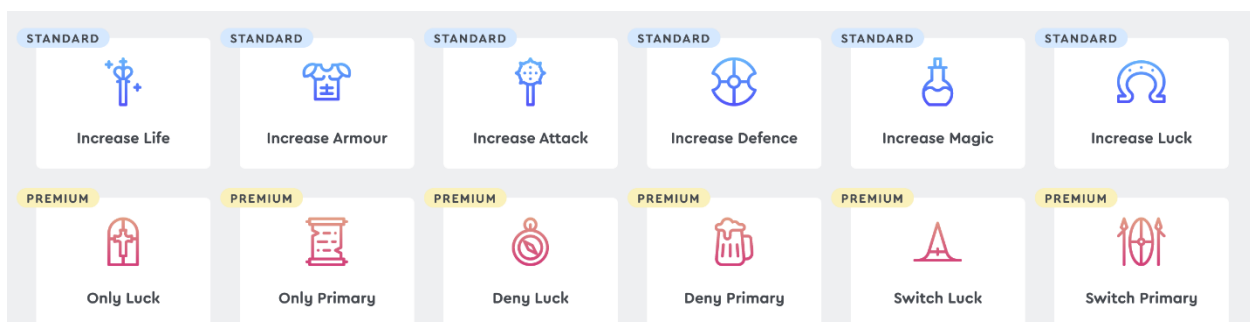 STANDARD STANDARD STANDARD STANDARD STANDARD STANDARD
Increase Life Increase Armour Increase Attack Increase Defence Increase Magic Increase Luck
PREMIUM PREMIUM PREMIUM PREMIUM PREMIUM PREMIUM
Only Luck Only Primary Deny Luck Deny Primary Switch Luck Switch Primary